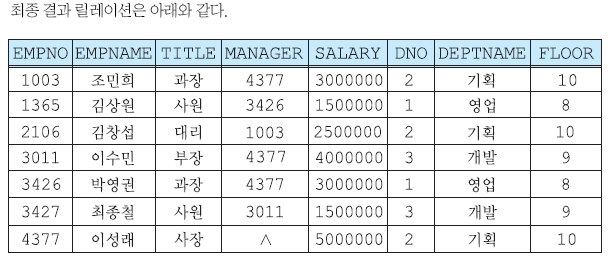 최종 결과 릴레이션은 아래와 같다.
EMPNO EMPNAME TITLE MANAGER SALARY DNO DEPTNAME FLOOR
1003 조민희 과장 4377 3000000 2 기획 10
1365 김상원 사원 3426 1500000 1 영업 8
2106 김창섭 대리 1003 2500000 2 기획 10
3011 이수민 부장 4377 4000000 3 개발 9
3426 박영권 과장 4377 3000000 1 영업 8
3427 최종철 사원 3011 1500000 3 개발 9
4377 이성래 사장 ∧ 5000000 2 기획 10